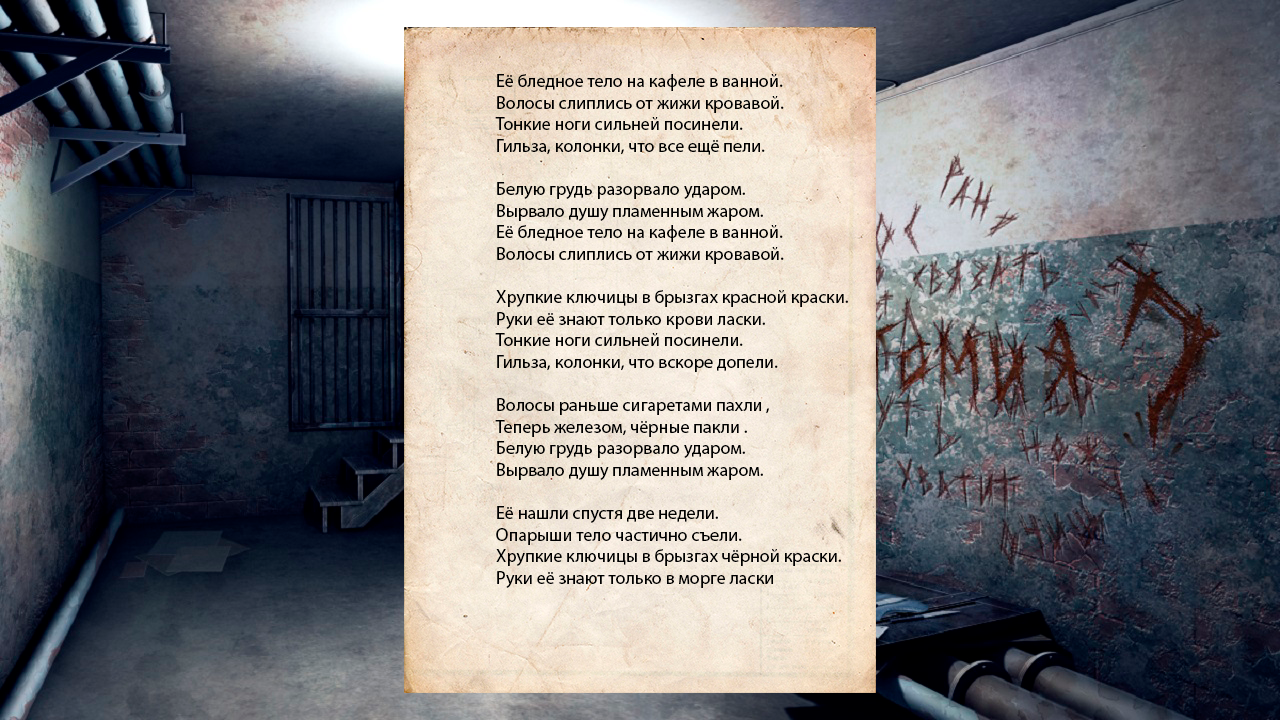 Её бледное тело на кафеле в ванной.
Волосы слиплись от жижи кровавой.
Тонкие ноги сильней посинели.
Гильза, колонки, что все ещё пели.
Белую грудь разорвало ударом.
Вырвало душу пламенным жаром.
Её бледное тело на кафеле в ванной.
Волосы слиплись от жижи кровавой.
Хрупкие ключицы в брызгах красной краски.
Руки её знают только крови ласки.
Тонкие ноги сильней посинели.
Гильза, колонки, что вскоре допели.
Волосы раньше сигаретами пахли ,
Теперь железом, чёрные пакли .
Белую грудь разорвало ударом.
Вырвало душу пламенным жаром.
Её нашли спустя две недели.
Опарыши тело частично съели.
Хрупкие ключицы в брызгах чёрной краски.
Руки её знают только в морге ласки